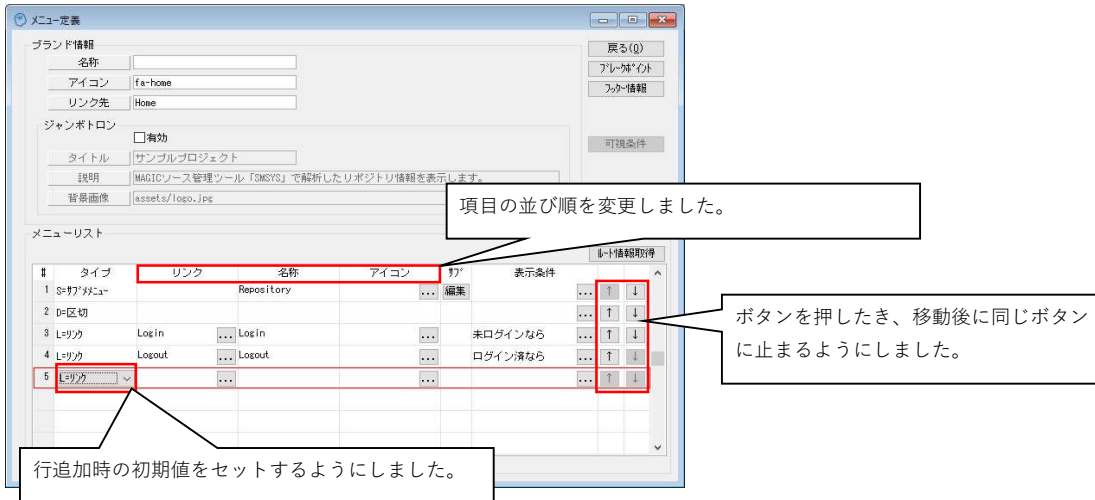 メニュー定義
ブランド情報
名称
アイコン fa-home
リンク先 Home
戻る(Q)
ブレークポイント
フッター情報
ジャンボトロン
有効
可視条件
タイトル サンプルプロジェクト
説明 MAGICソース管理ツール「SMSYS」で解析したリポジトリ情報を表示します。
背景画像 assets/logo.jpg
項目の並び順を変更しました。
メニューリスト
ルート情報取得
# タイプ リンク 名称 アイコン サブ 表示条件
1 S=サブメニュー Repository ... 編集 ... ↑ ↓
2 D=区切 ... ↑ ↓
3 L=リンク Login ... Login ... 未ログインなら ... ↑ ↓
4 L=リンク Logout ... Logout ... ログイン済なら ... ↑ ↓
5 L=リンク ... ... ... ↑ ↓
ボタンを押したき、移動後に同じボタン
に止まるようにしました。
行追加時の初期値をセットするようにしました。